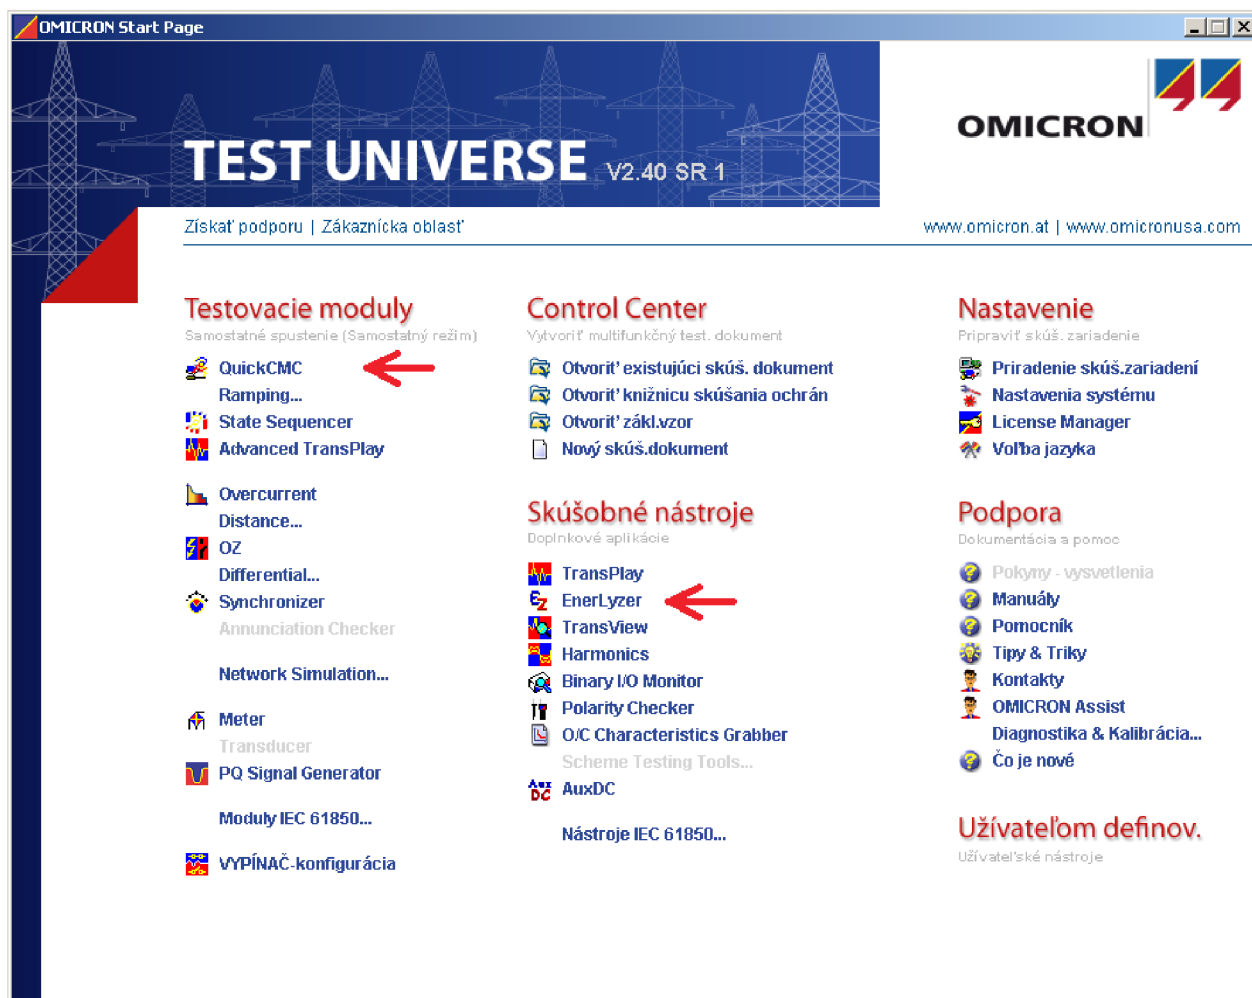 OMICRON Start Page
OMICRON
TEST UNIVERSE V2.40 SR 1
Získať podporu | Zákaznícka oblasť
www.omicron.at | www.omicronusa.com
Testovacie moduly
Samostatné spustenie (Samostatný režim)
QuickCMC
Ramping...
State Sequencer
Advanced TransPlay
Overcurrent
Distance...
OZ
Differential...
Synchronizer
Annunciation Checker
Network Simulation...
Meter
Transducer
PQ Signal Generator
Moduly IEC 61850...
VYPÍNAČ-konfigurácia
Control Center
Vytvoriť multifunkčný test. dokument
Otvoriť existujúci skúš. dokument
Otvoriť knižnicu skúšania ochrán
Otvoriť zákl.vzor
Nový skúš.dokument
Skúšobné nástroje
Doplnkové aplikácie
TransPlay
EnerLyzer
TransView
Harmonics
Binary I/O Monitor
Polarity Checker
O/C Characteristics Grabber
Scheme Testing Tools...
AuxDC
Nástroje IEC 61850...
Nastavenie
Pripraviť skúš. zariadenie
Priradenie skúš.zariadení
Nastavenia systému
License Manager
Voľba jazyka
Podpora
Dokumentácia a pomoc
Pokyny - vysvetlenia
Manuály
Pomocník
Tipy & Triky
Kontakty
OMICRON Assist
Diagnostika & Kalibrácia...
Čo je nové
Užívateľom definov.
Užívateľské nástroje